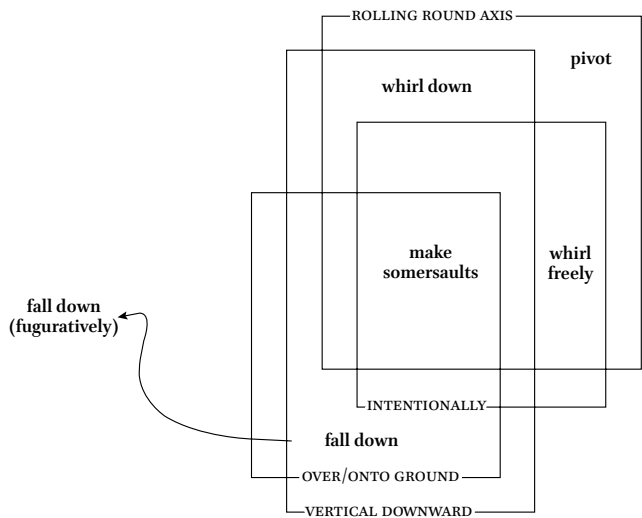 ROLLING ROUND AXIS
pivot
whirl down
make
somersaults
whirl
freely
fall down
(fuguratively)
INTENTIONALLY
fall down
OVER/ONTO GROUND
VERTICAL DOWNWARD